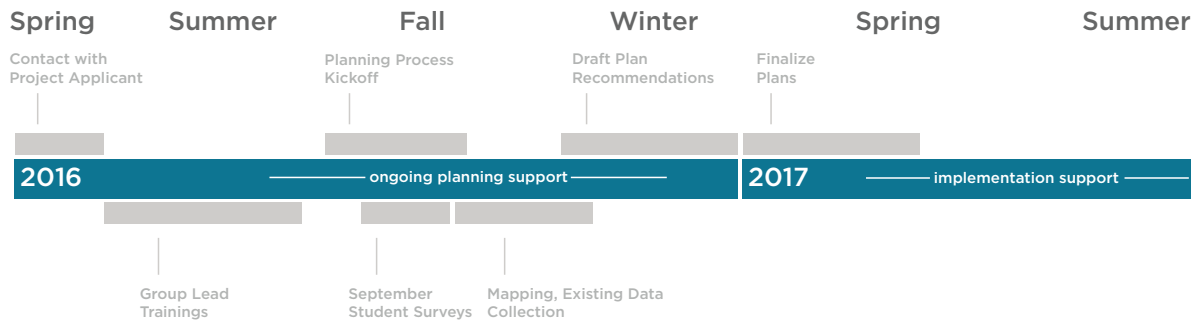 Spring Summer Fall Winter Spring Summer
Contact with
Project Applicant
Planning Process
Kickoff
Draft Plan
Recommendations
Finalize
Plans
2016 ongoing planning support 2017 implementation support
Group Lead
Trainings
September
Student Surveys
Mapping, Existing Data
Collection